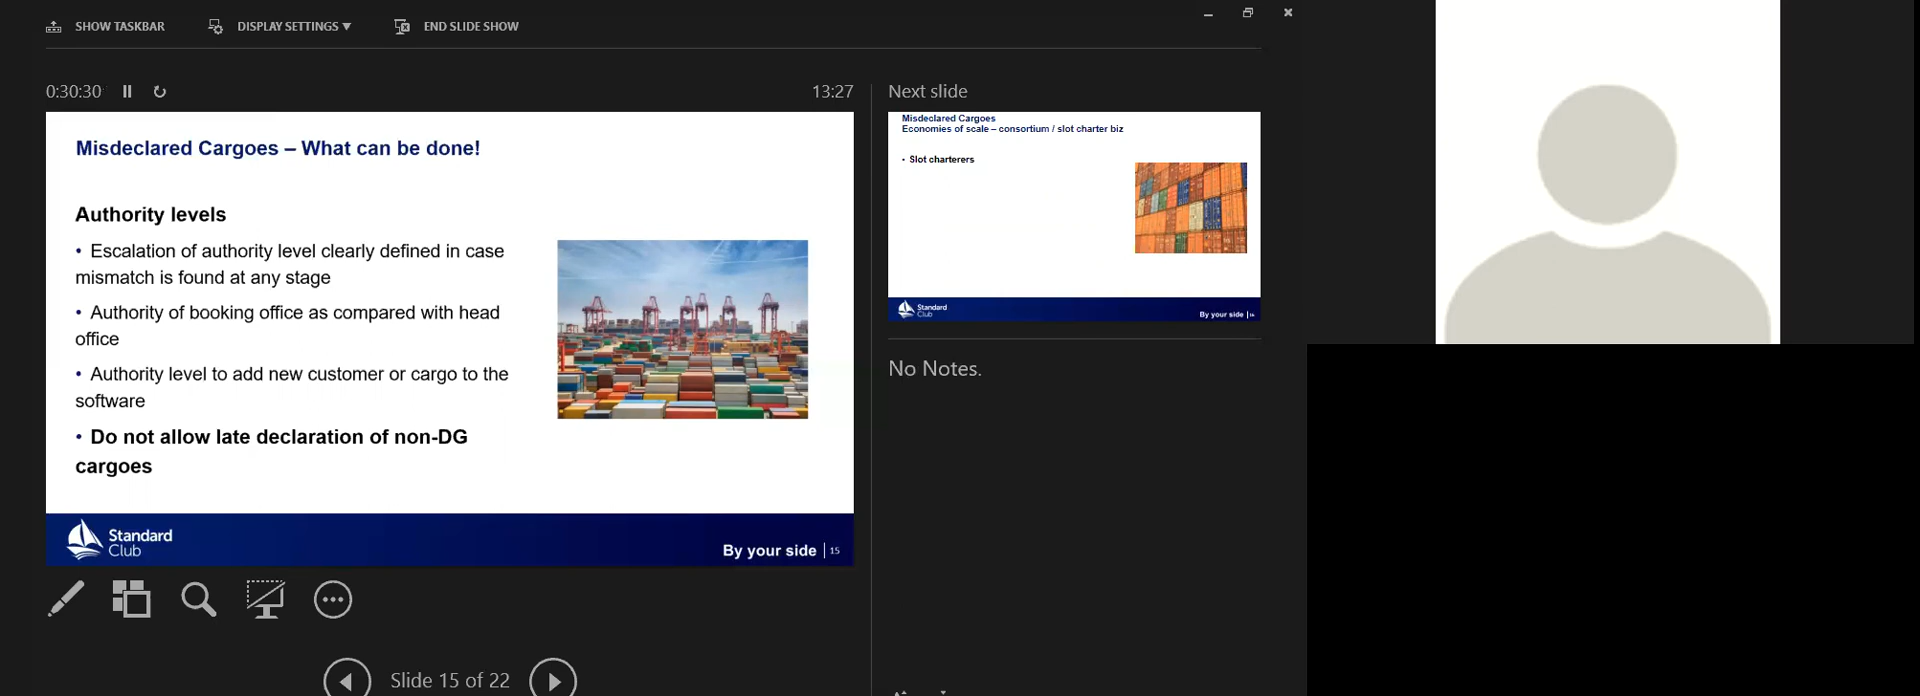 SHOW TASKBAR
DISPLAY SETTINGS ▼
END SLIDE SHOW
0:30:30
13:27
Misdeclared Cargoes – What can be done!
Authority levels
• Escalation of authority level clearly defined in case
mismatch is found at any stage
• Authority of booking office as compared with head
office
• Authority level to add new customer or cargo to the
software
• Do not allow late declaration of non-DG
cargoes
Standard
Club
By your side | 15
Slide 15 of 22
Next slide
Misdeclared Cargoes
Economies of scale – consortium / slot charter biz
• Slot charterers
Standard
Club
By your side | 16
No Notes.